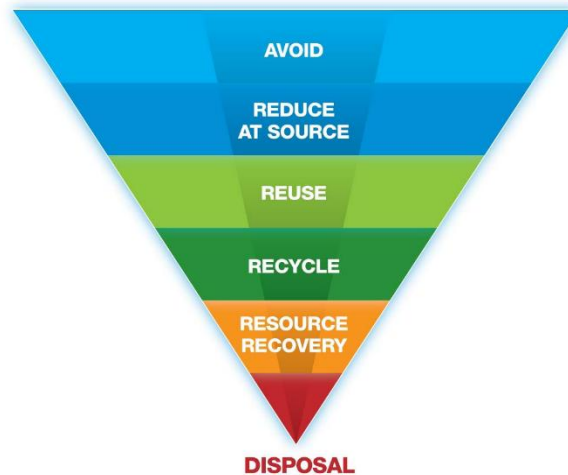 AVOID
REDUCE
AT SOURCE
REUSE
RECYCLE
RESOURCE
RECOVERY
DISPOSAL